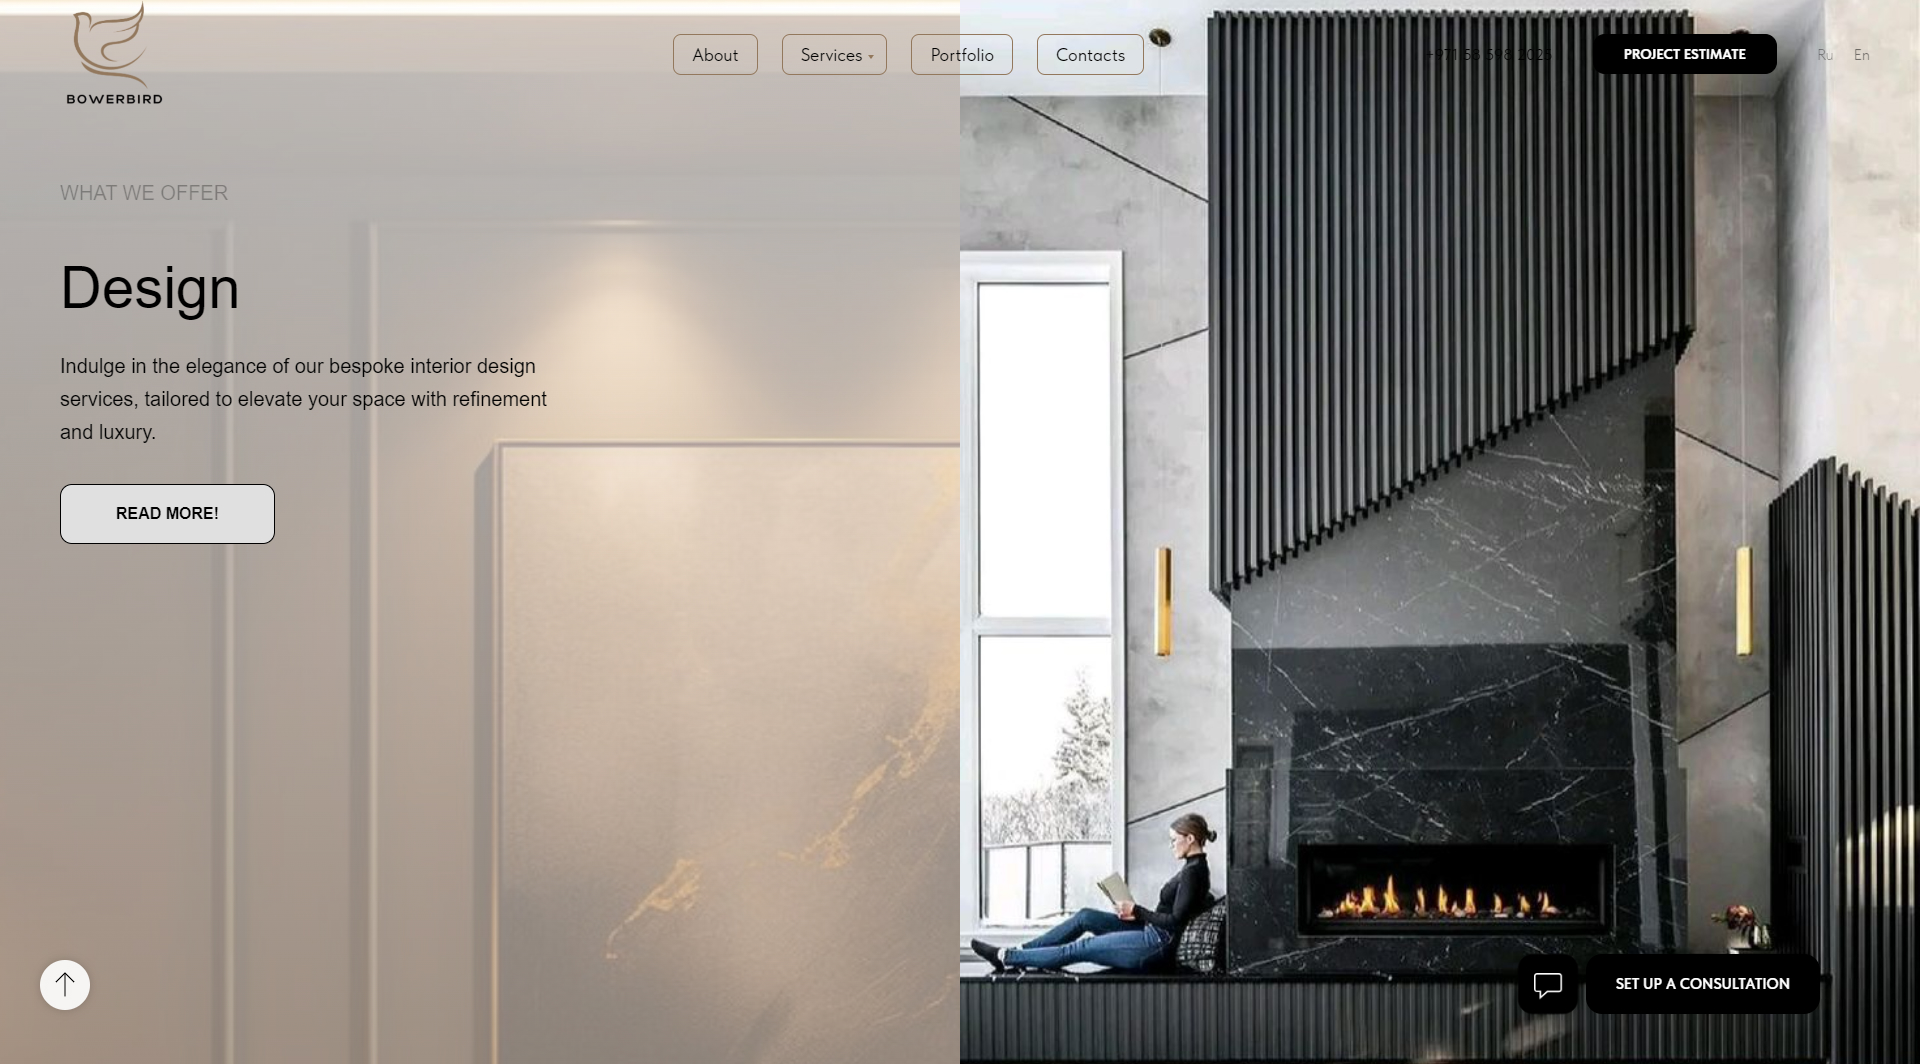 BOWERBIRD
About
Services
Portfolio
Contacts
+971 58 598 2025
PROJECT ESTIMATE
Ru
En
WHAT WE OFFER
Design
Indulge in the elegance of our bespoke interior design
services, tailored to elevate your space with refinement
and luxury.
READ MORE!
SET UP A CONSULTATION